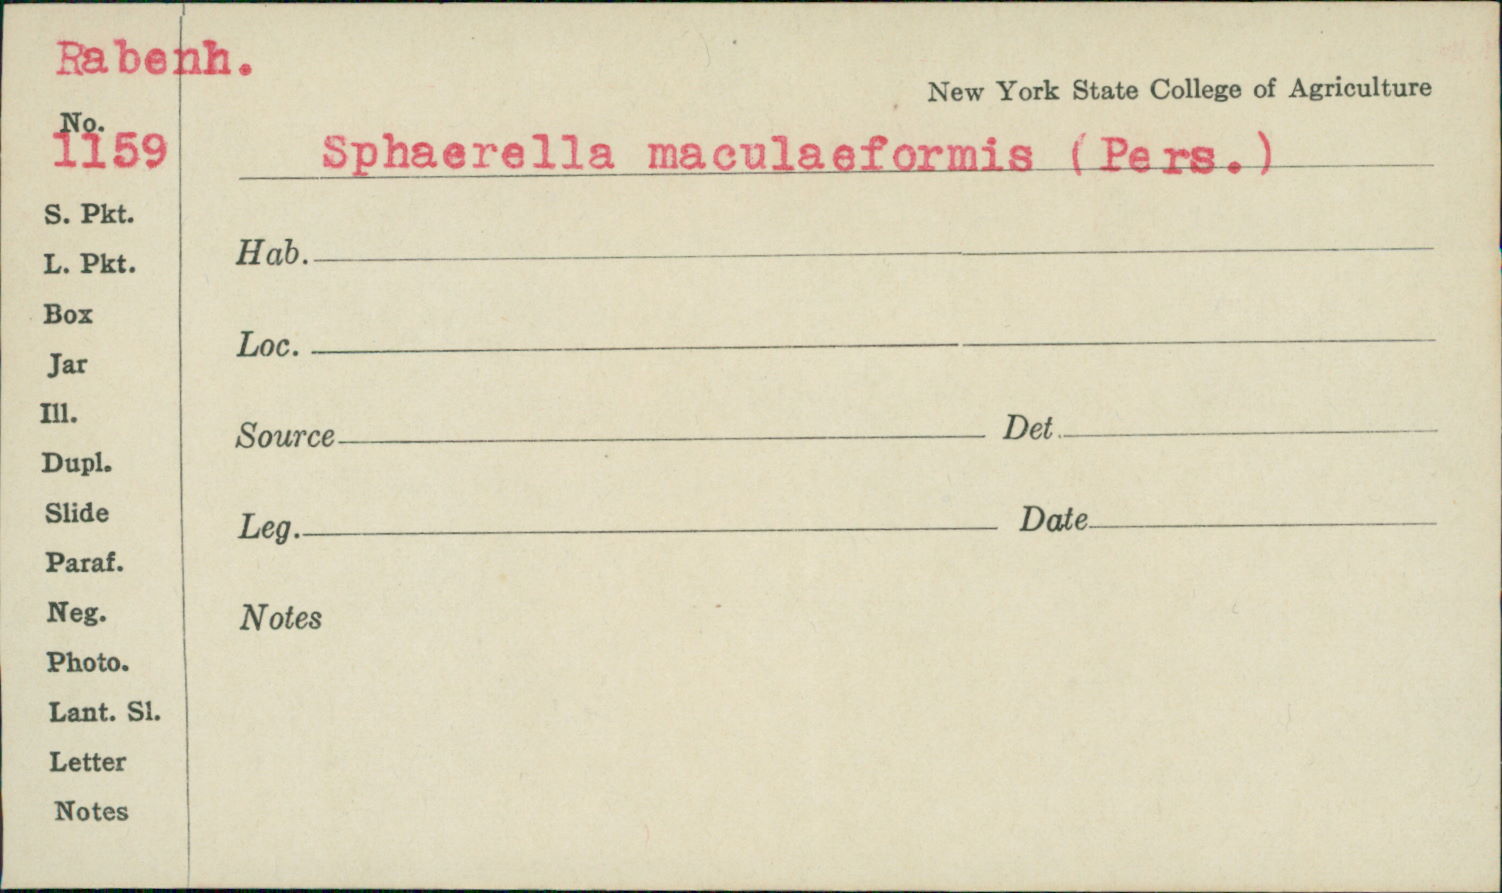 Rabenh.
New York State College of Agriculture
No.
1159
Sphaerella maculaeformis (Pers.)
S. Pkt.
L. Pkt.
Box
Jar
Ill.
Dupl.
Slide
Paraf.
Neg.
Photo.
Lant. Sl.
Letter
Notes
Hab.
Loc.
Source Det.
Leg. Date
Notes